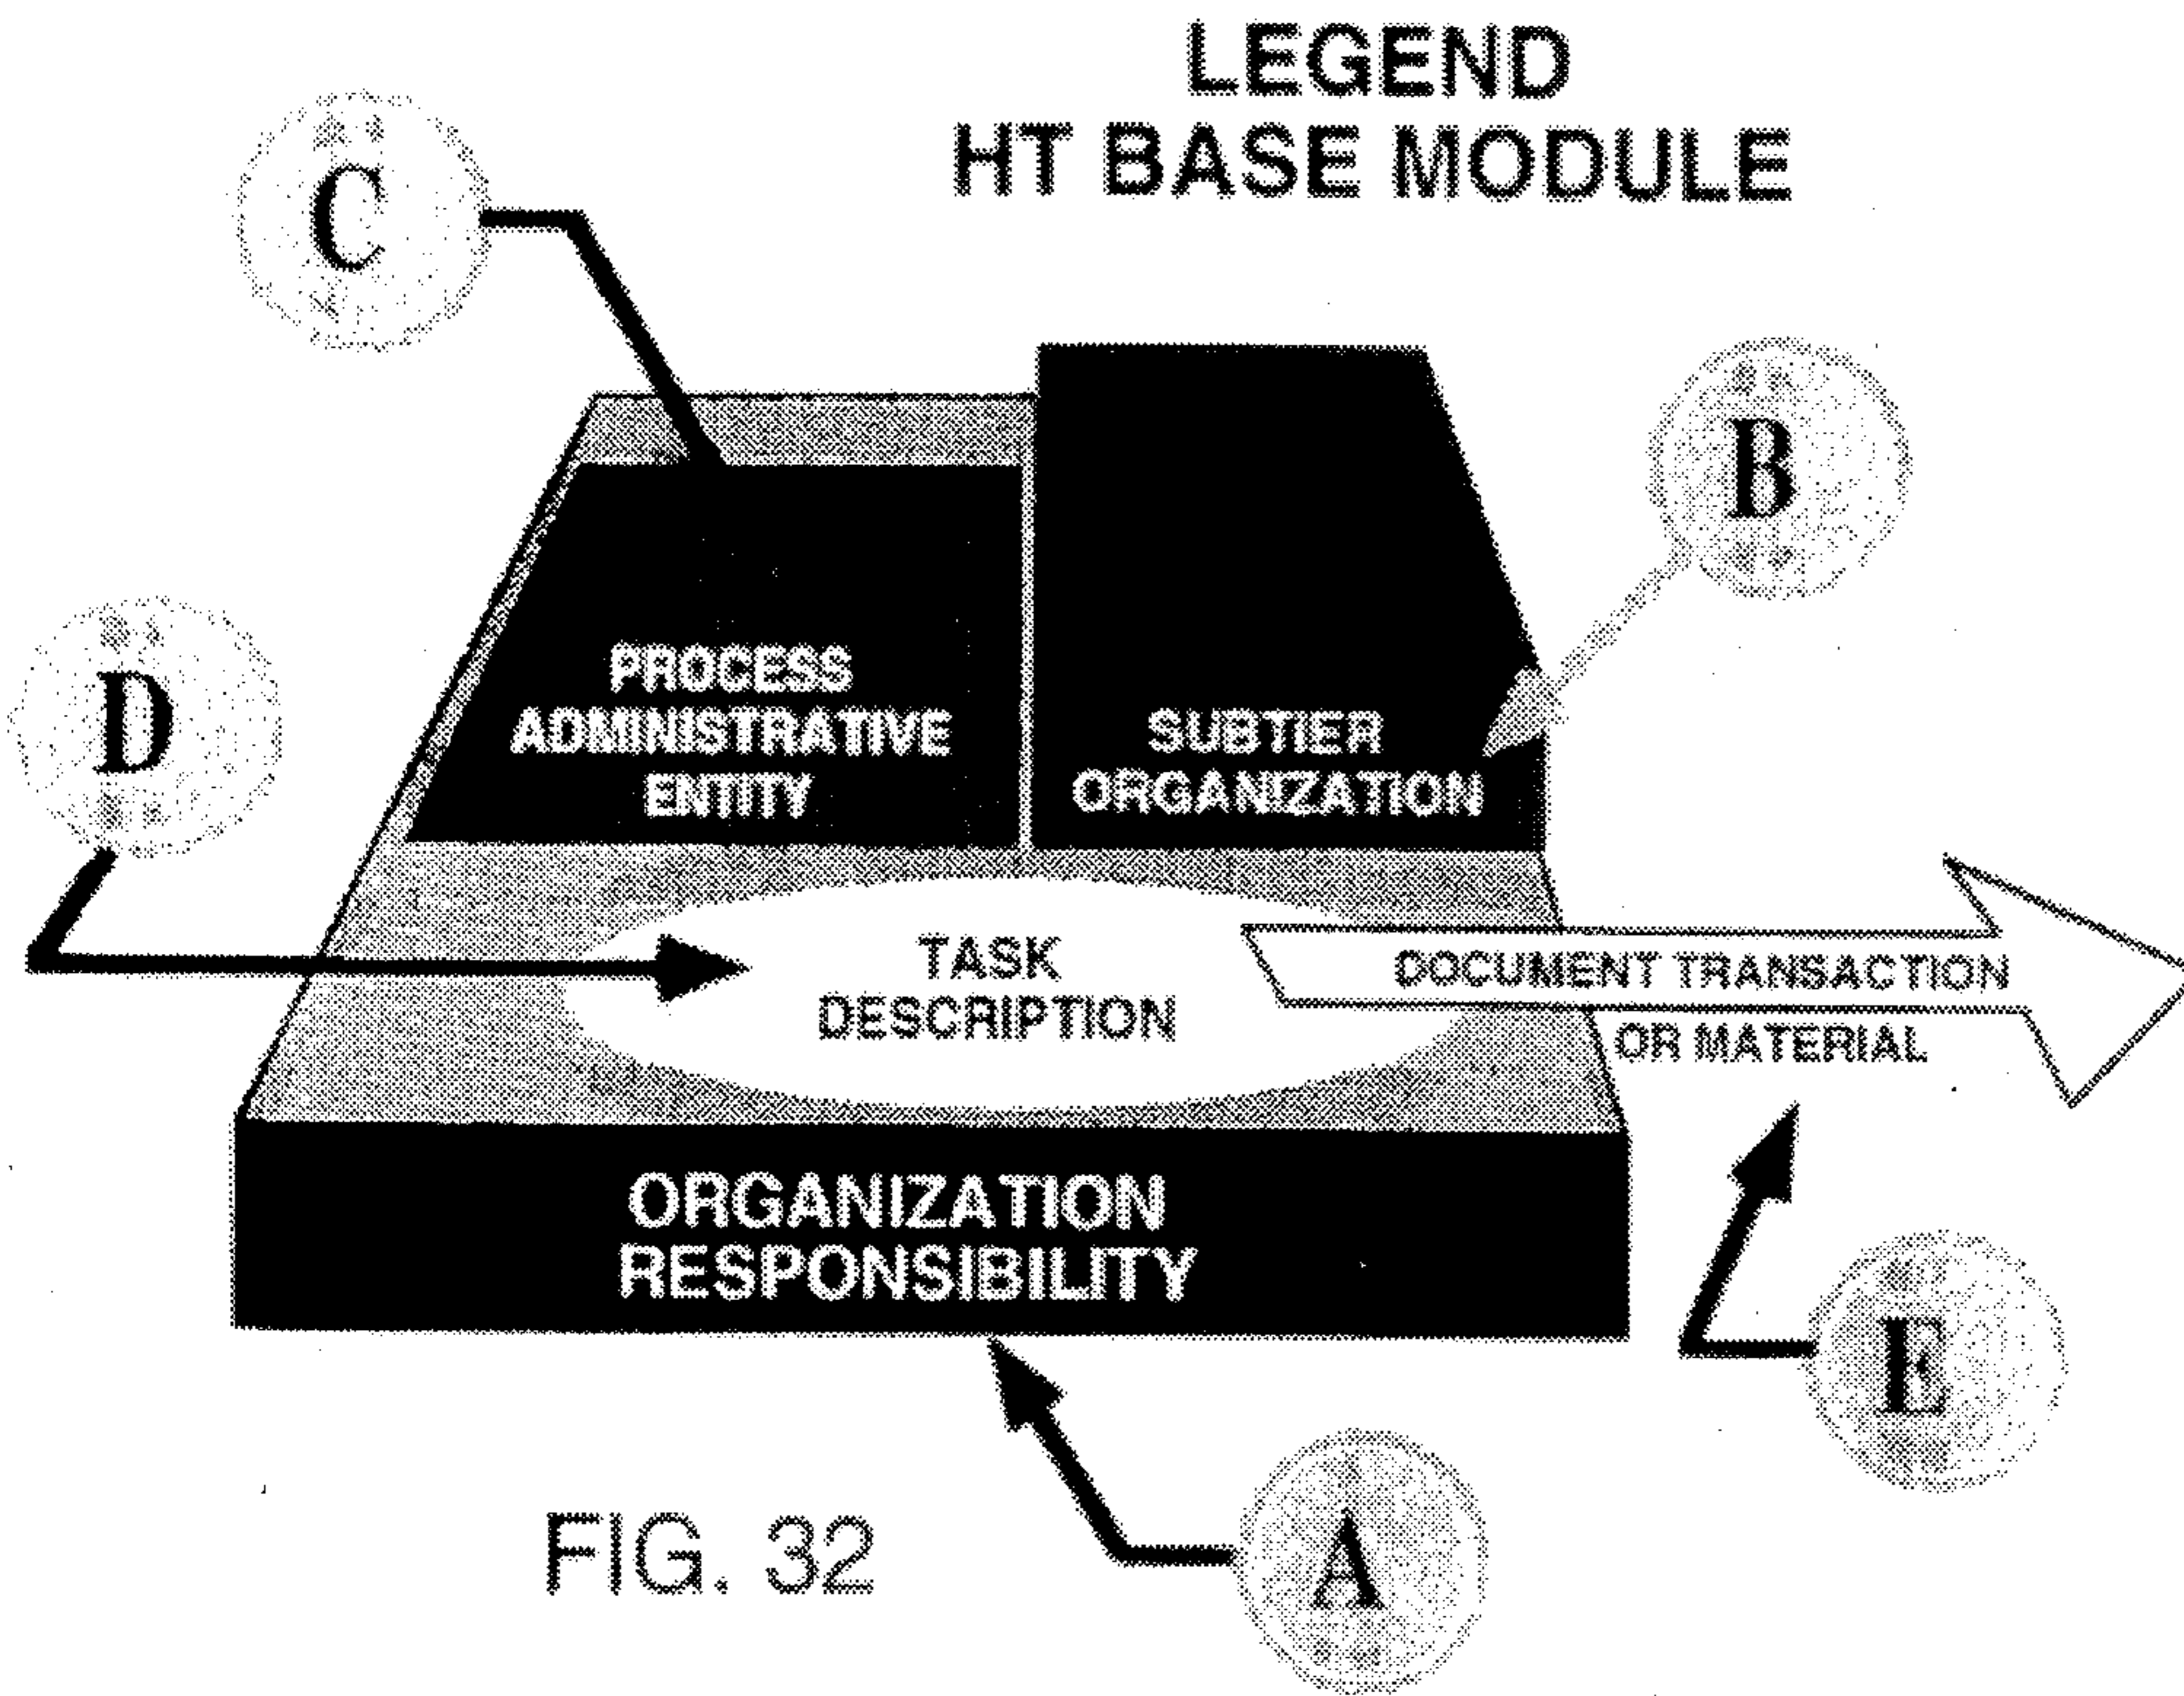 LEGEND
HT BASE MODULE
C
B
D
PROCESS
ADMINISTRATIVE
ENTITY
SUBTIER
ORGANIZATION
TASK
DESCRIPTION
DOCUMENT TRANSACTION
OR MATERIAL
ORGANIZATION
RESPONSIBILITY
E
A
FIG. 32